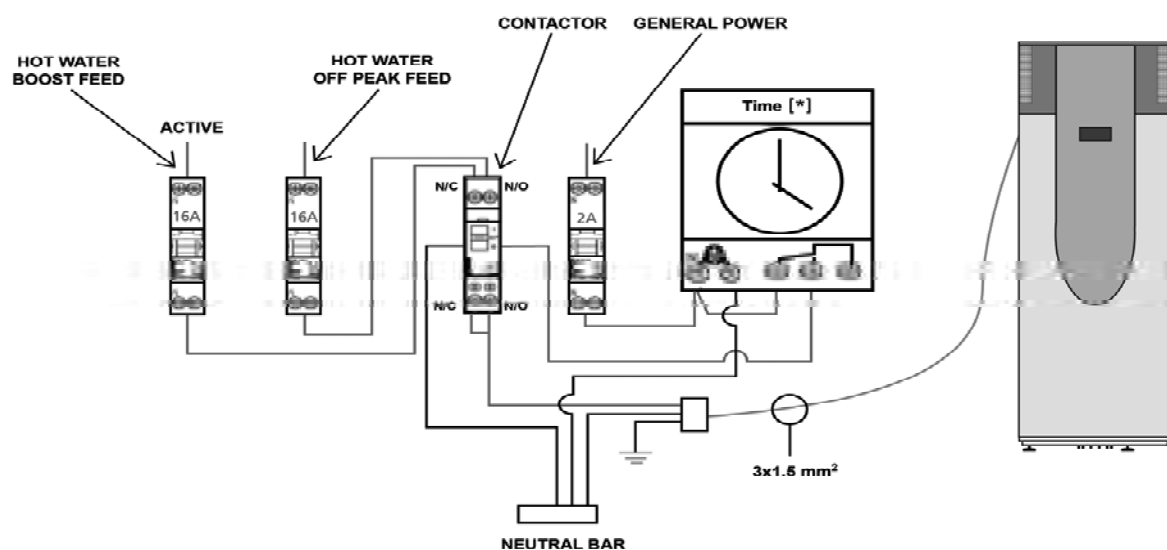 CONTACTOR
GENERAL POWER
HOT WATER
BOOST FEED
HOT WATER
OFF PEAK FEED
ACTIVE
Time [*]
N/C
N/O
16A
16A
2A
N/C
N/O
3x1.5 mm²
NEUTRAL BAR